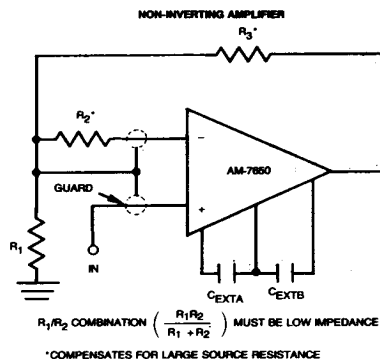 NON-INVERTING AMPLIFIER
R3*
R2*
−
AM-7650
GUARD
+
R1
IN
CEXTA
CEXTB
R1/R2 COMBINATION ( R1R2 / R1 + R2 ) MUST BE LOW IMPEDANCE
*COMPENSATES FOR LARGE SOURCE RESISTANCE